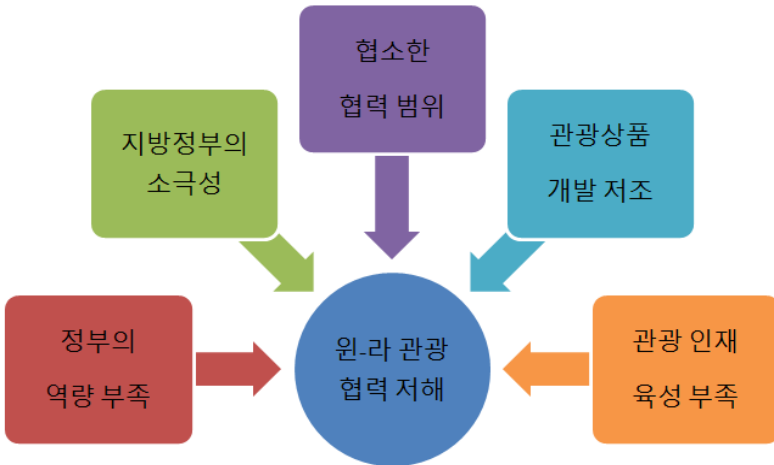 협소한
협력 범위
지방정부의
소극성
관광상품
개발 저조
정부의
역량 부족
윈-라 관광
협력 저해
관광 인재
육성 부족